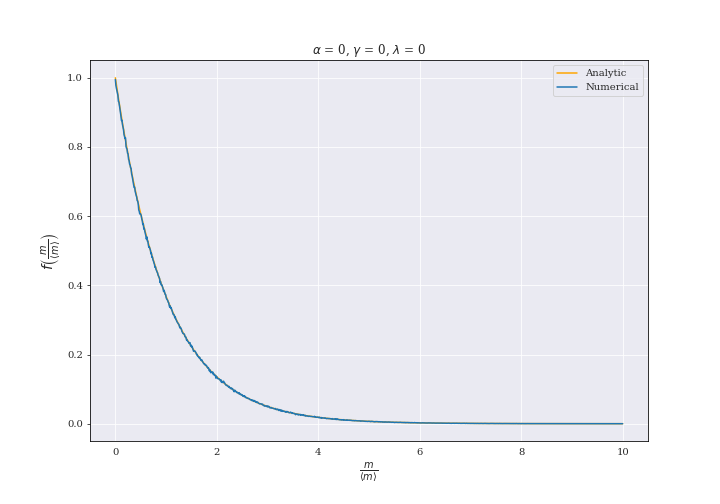 α = 0, γ = 0, λ = 0
Analytic
Numerical
1.0
0.8
0.6
0.4
0.2
0.0
f(m/⟨m⟩)
0 2 4 6 8 10
m/⟨m⟩